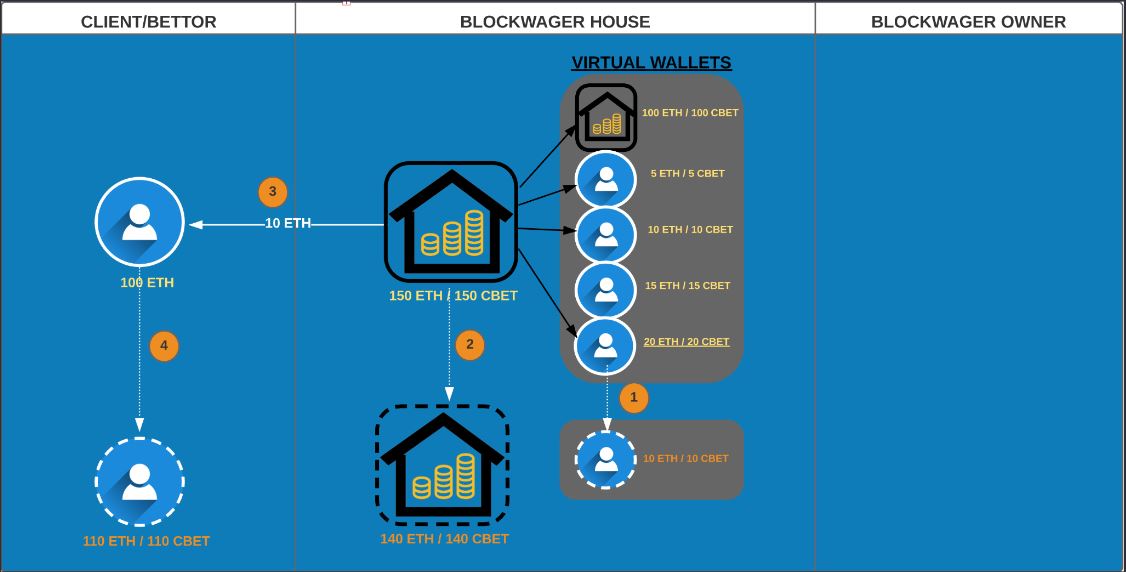 CLIENT/BETTOR
BLOCKWAGER HOUSE
BLOCKWAGER OWNER
VIRTUAL WALLETS
100 ETH / 100 CBET
5 ETH / 5 CBET
3
10 ETH
10 ETH / 10 CBET
100 ETH
150 ETH / 150 CBET
15 ETH / 15 CBET
4
2
20 ETH / 20 CBET
1
10 ETH / 10 CBET
110 ETH / 110 CBET
140 ETH / 140 CBET